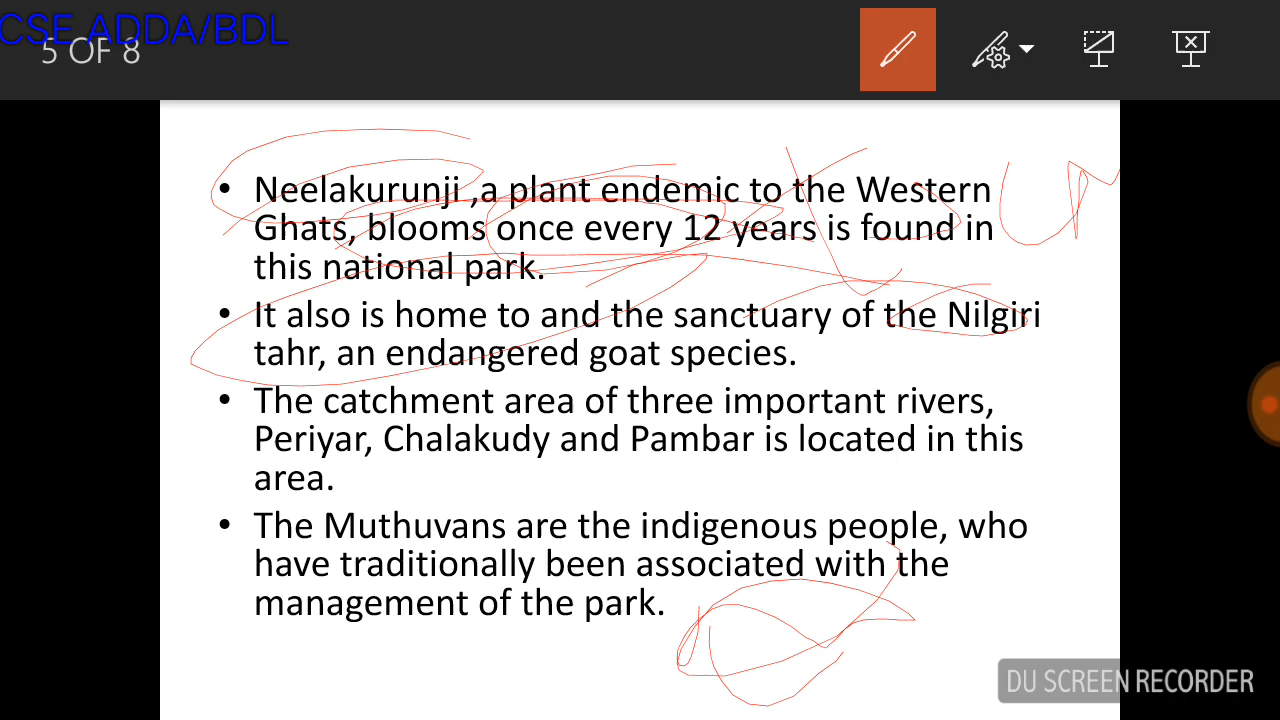 CSE ADDA/BDL
5 OF 8
• Neelakurunji ,a plant endemic to the Western
Ghats, blooms once every 12 years is found in
this national park.
• It also is home to and the sanctuary of the Nilgiri
tahr, an endangered goat species.
• The catchment area of three important rivers,
Periyar, Chalakudy and Pambar is located in this
area.
• The Muthuvans are the indigenous people, who
have traditionally been associated with the
management of the park.
DU SCREEN RECORDER